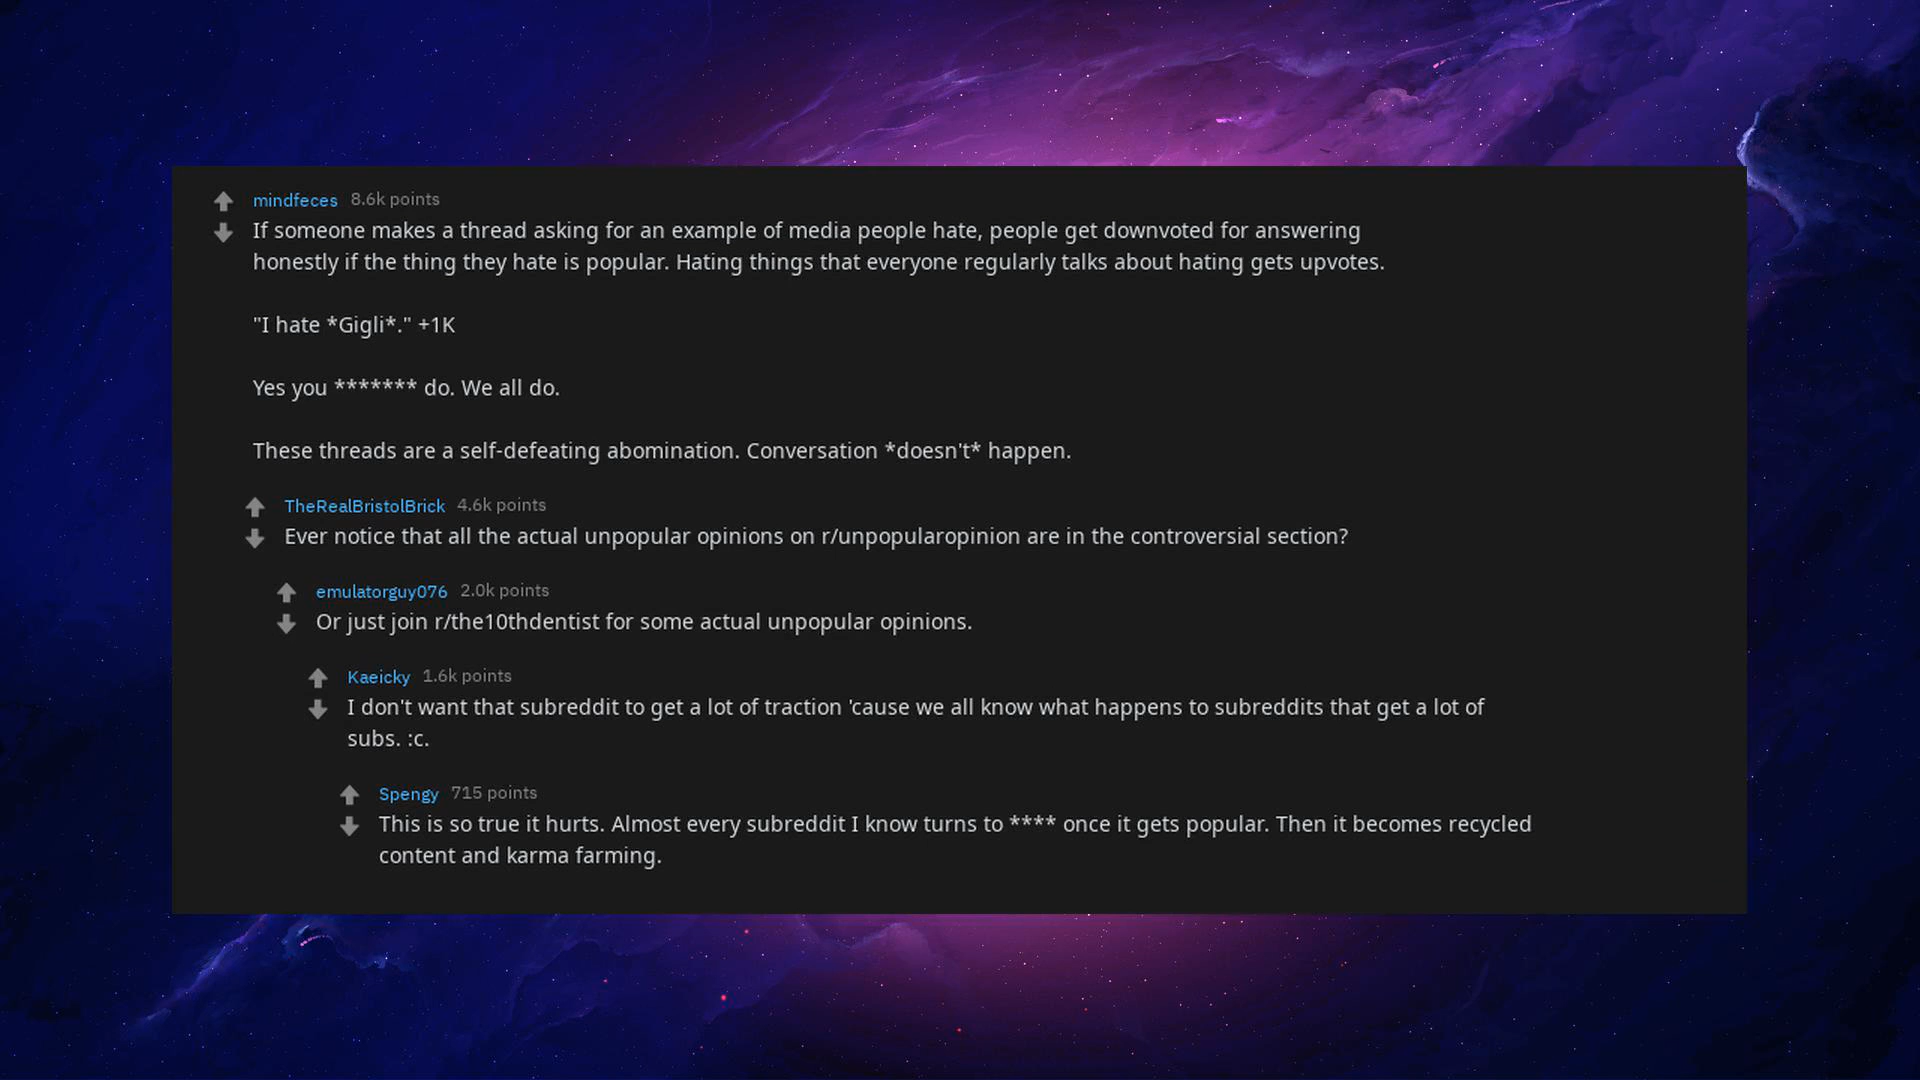 mindfeces 8.6k points
If someone makes a thread asking for an example of media people hate, people get downvoted for answering
honestly if the thing they hate is popular. Hating things that everyone regularly talks about hating gets upvotes.
"I hate *Gigli*." +1K
Yes you ******* do. We all do.
These threads are a self-defeating abomination. Conversation *doesn't* happen.
TheRealBristolBrick 4.6k points
Ever notice that all the actual unpopular opinions on r/unpopularopinion are in the controversial section?
emulatorguy076 2.0k points
Or just join r/the10thdentist for some actual unpopular opinions.
Kaeicky 1.6k points
I don't want that subreddit to get a lot of traction 'cause we all know what happens to subreddits that get a lot of
subs. :c.
Spengy 715 points
This is so true it hurts. Almost every subreddit I know turns to **** once it gets popular. Then it becomes recycled
content and karma farming.